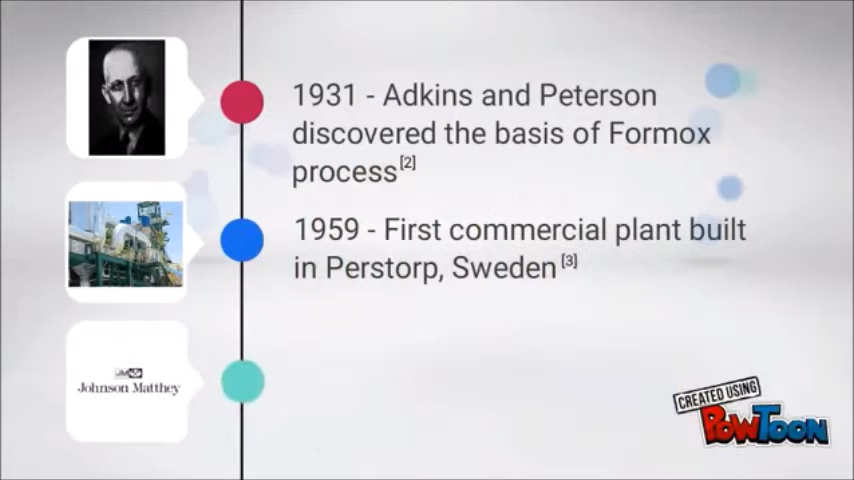 1931 - Adkins and Peterson
discovered the basis of Formox
process[2]
1959 - First commercial plant built
in Perstorp, Sweden [3]
JM
Johnson Matthey
CREATED USING
POWTOON